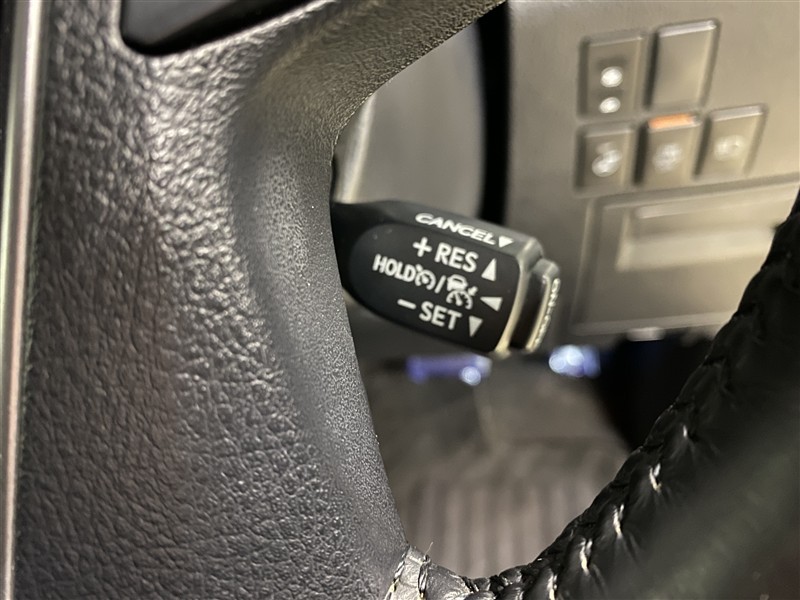 CANCEL▼
+ RES ▲
HOLD / ◀
− SET ▼